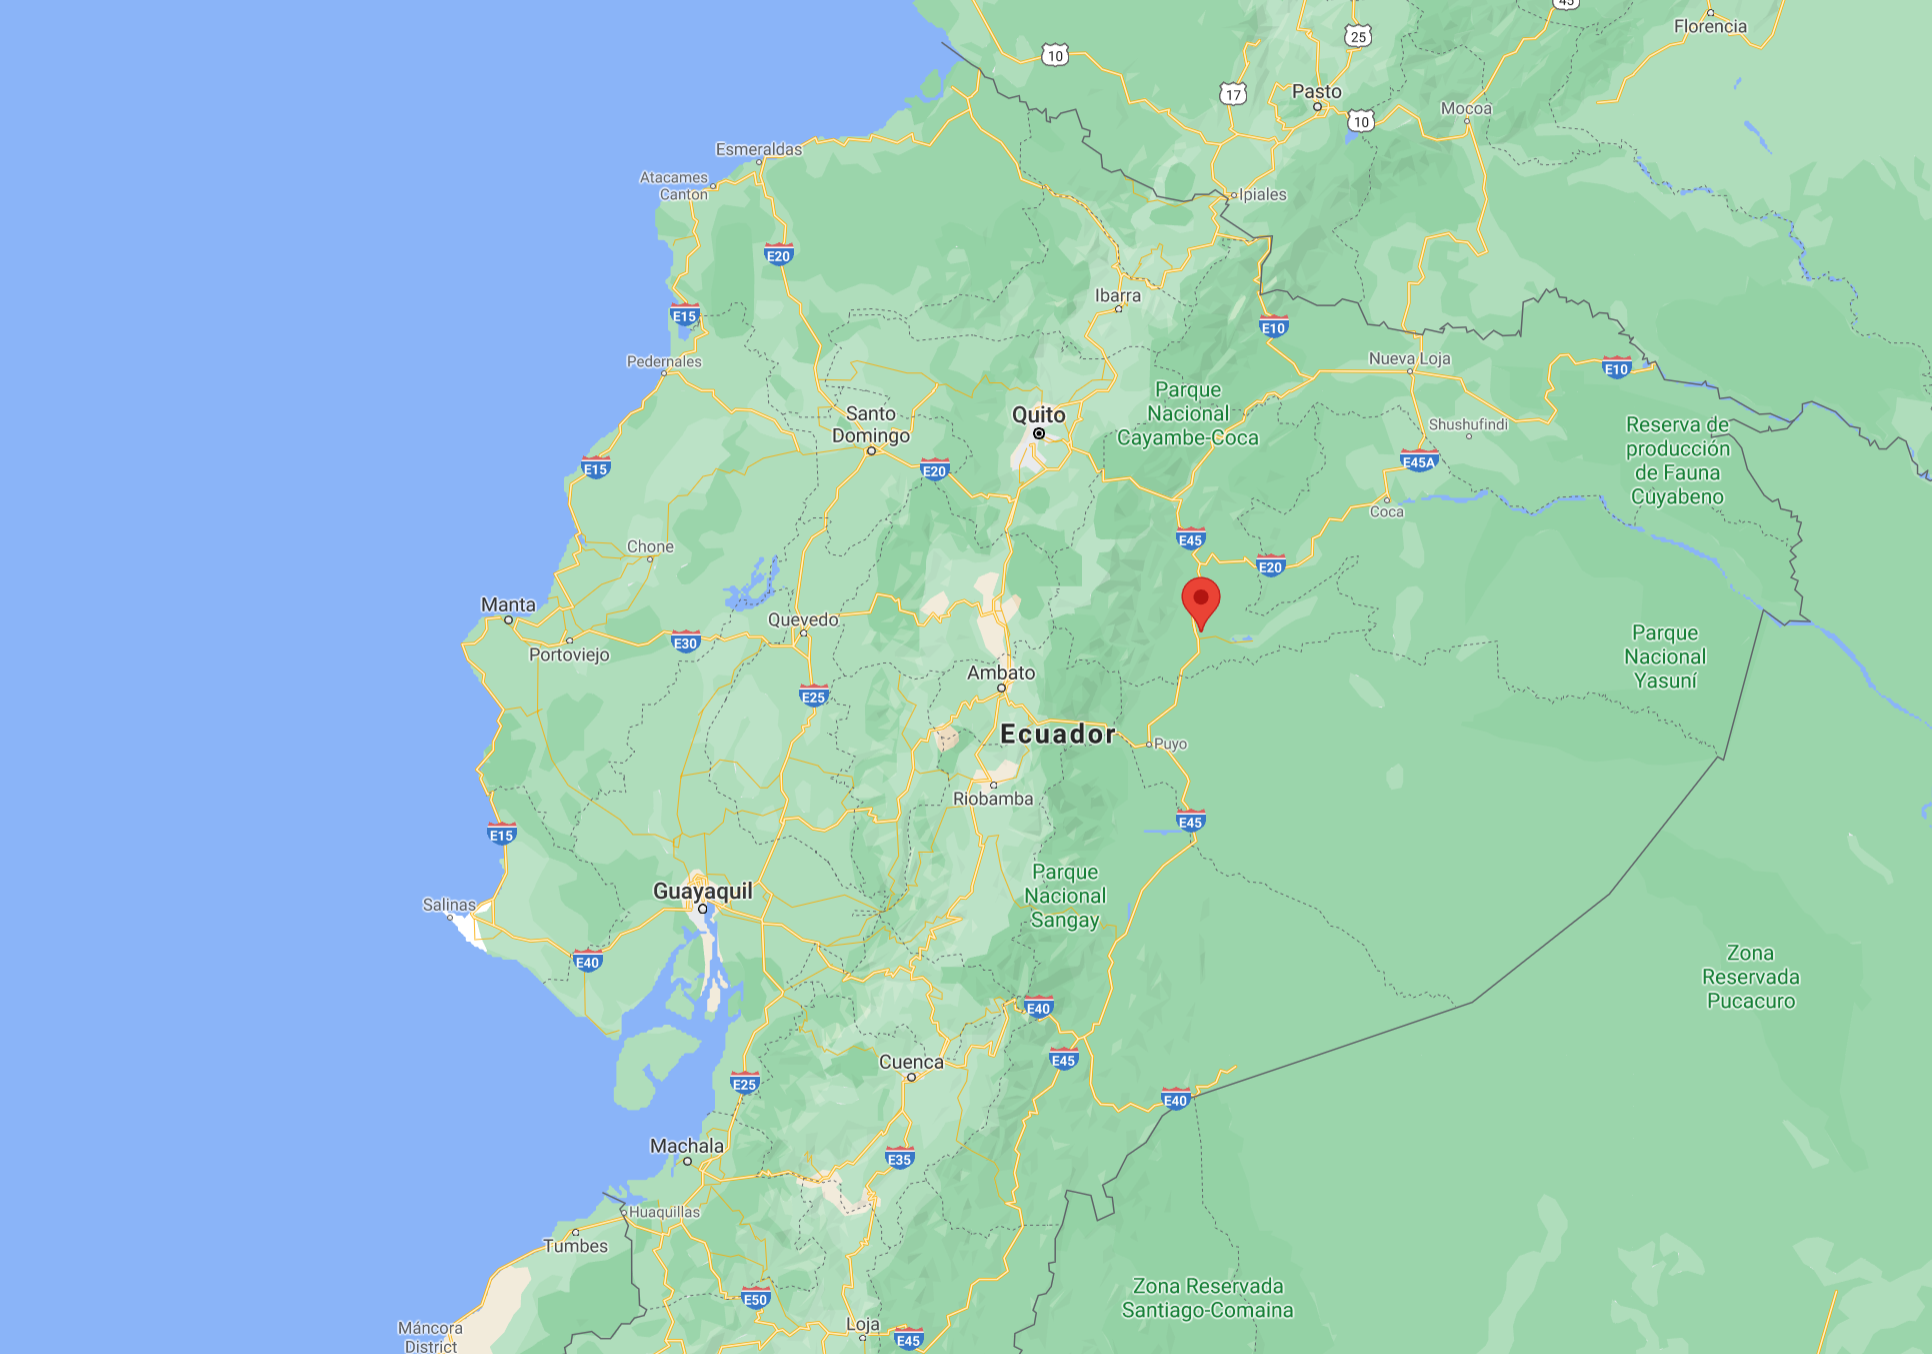 45
Florencia
10
25
17
Pasto
10
Mocoa
Esmeraldas
Atacames
Canton
Ipiales
E20
Ibarra
E15
E10
Pedernales
Nueva Loja
E10
Parque
Nacional
Cayambe-Coca
Santo
Domingo
Quito
Shushufindi
Reserva de
producción
de Fauna
Cuyabeno
E15
E20
E45A
Coca
E45
Chone
E20
Manta
Quevedo
E30
Portoviejo
Parque
Nacional
Yasuní
Ambato
E25
Ecuador
Puyo
Riobamba
E15
E45
Parque
Nacional
Sangay
Guayaquil
Salinas
E40
Zona
Reservada
Pucacuro
E40
Cuenca
E45
E25
E40
Machala
E35
Huaquillas
Tumbes
Zona Reservada
Santiago-Comaina
E50
Máncora
District
Loja
E45